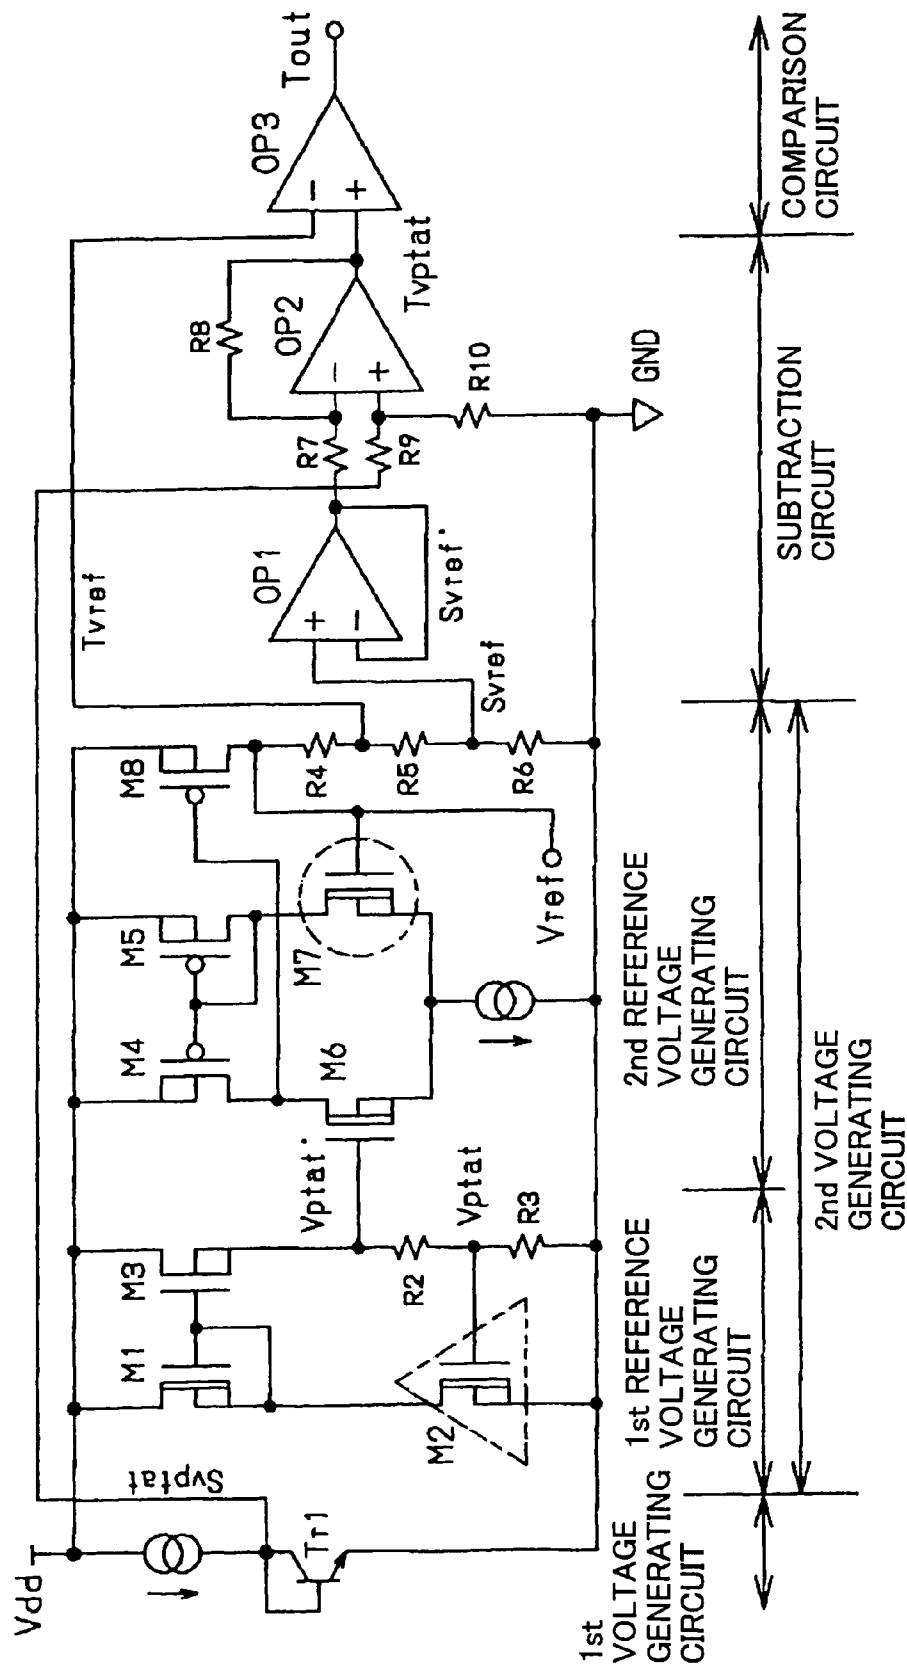 Vdd
Svptat
Tr1
M1
M3
M2
R2
Vptat
R3
Vptat'
M4
M5
M6
M7
M8
Vref
R4
R5
R6
Tvref
Svref
OP1
Svref'
R7
R9
R8
OP2
R10
GND
Tvptat
OP3
Tout
+
−
−
+
−
+
1st
VOLTAGE
GENERATING
CIRCUIT
1st REFERENCE
VOLTAGE
GENERATING
CIRCUIT
2nd REFERENCE
VOLTAGE
GENERATING
CIRCUIT
2nd VOLTAGE
GENERATING
CIRCUIT
SUBTRACTION
CIRCUIT
COMPARISON
CIRCUIT